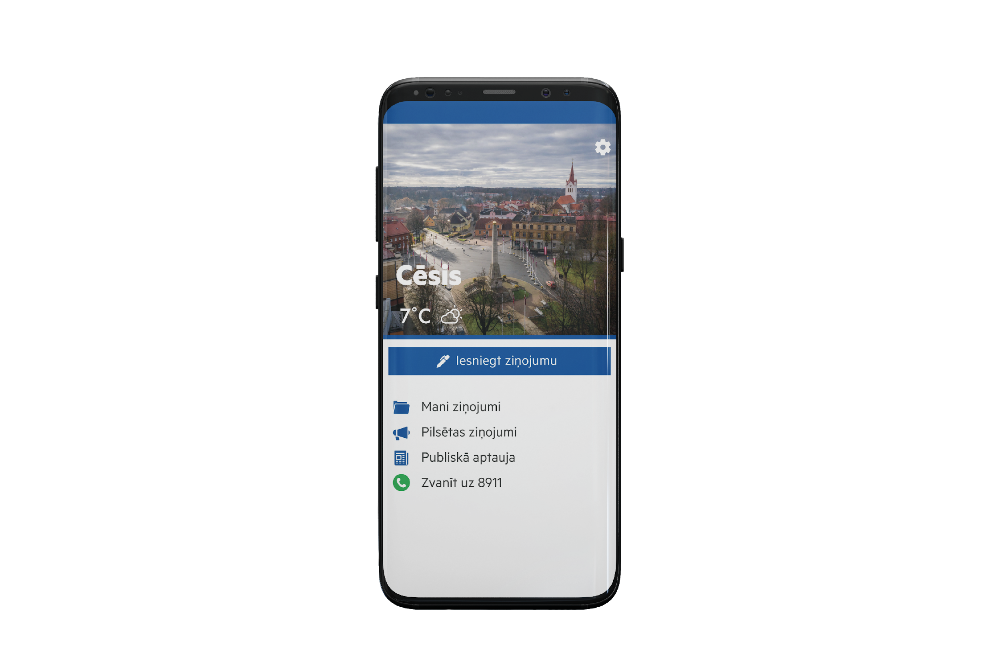 Cēsis
7°C
Iesniegt ziņojumu
Mani ziņojumi
Pilsētas ziņojumi
Publiskā aptauja
Zvanīt uz 8911